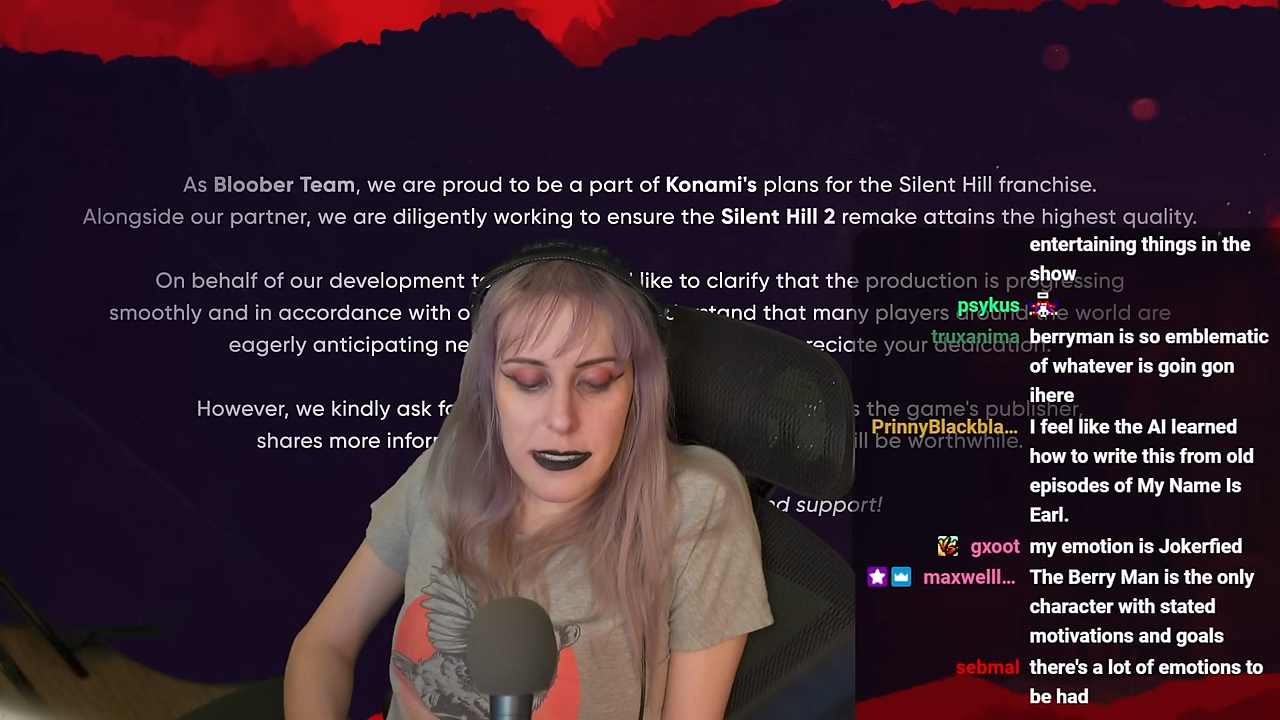 As Bloober Team, we are proud to be a part of Konami's plans for the Silent Hill franchise.
Alongside our partner, we are diligently working to ensure the Silent Hill 2 remake attains the highest quality.
On behalf of our development like to clarify that the production is progressing
smoothly and in accordance with that many players around the world are
eagerly anticipating your dedication.
However, we kindly ask the game's publisher,
shares more be worthwhile.
support!
entertaining things in the
show
psykus
truxanima berryman is so emblematic
of whatever is goin gon
ihere
PrinnyBlackbla... I feel like the AI learned
how to write this from old
episodes of My Name Is
Earl.
gxoot my emotion is Jokerfied
maxwelll... The Berry Man is the only
character with stated
motivations and goals
sebmal there's a lot of emotions to
be had